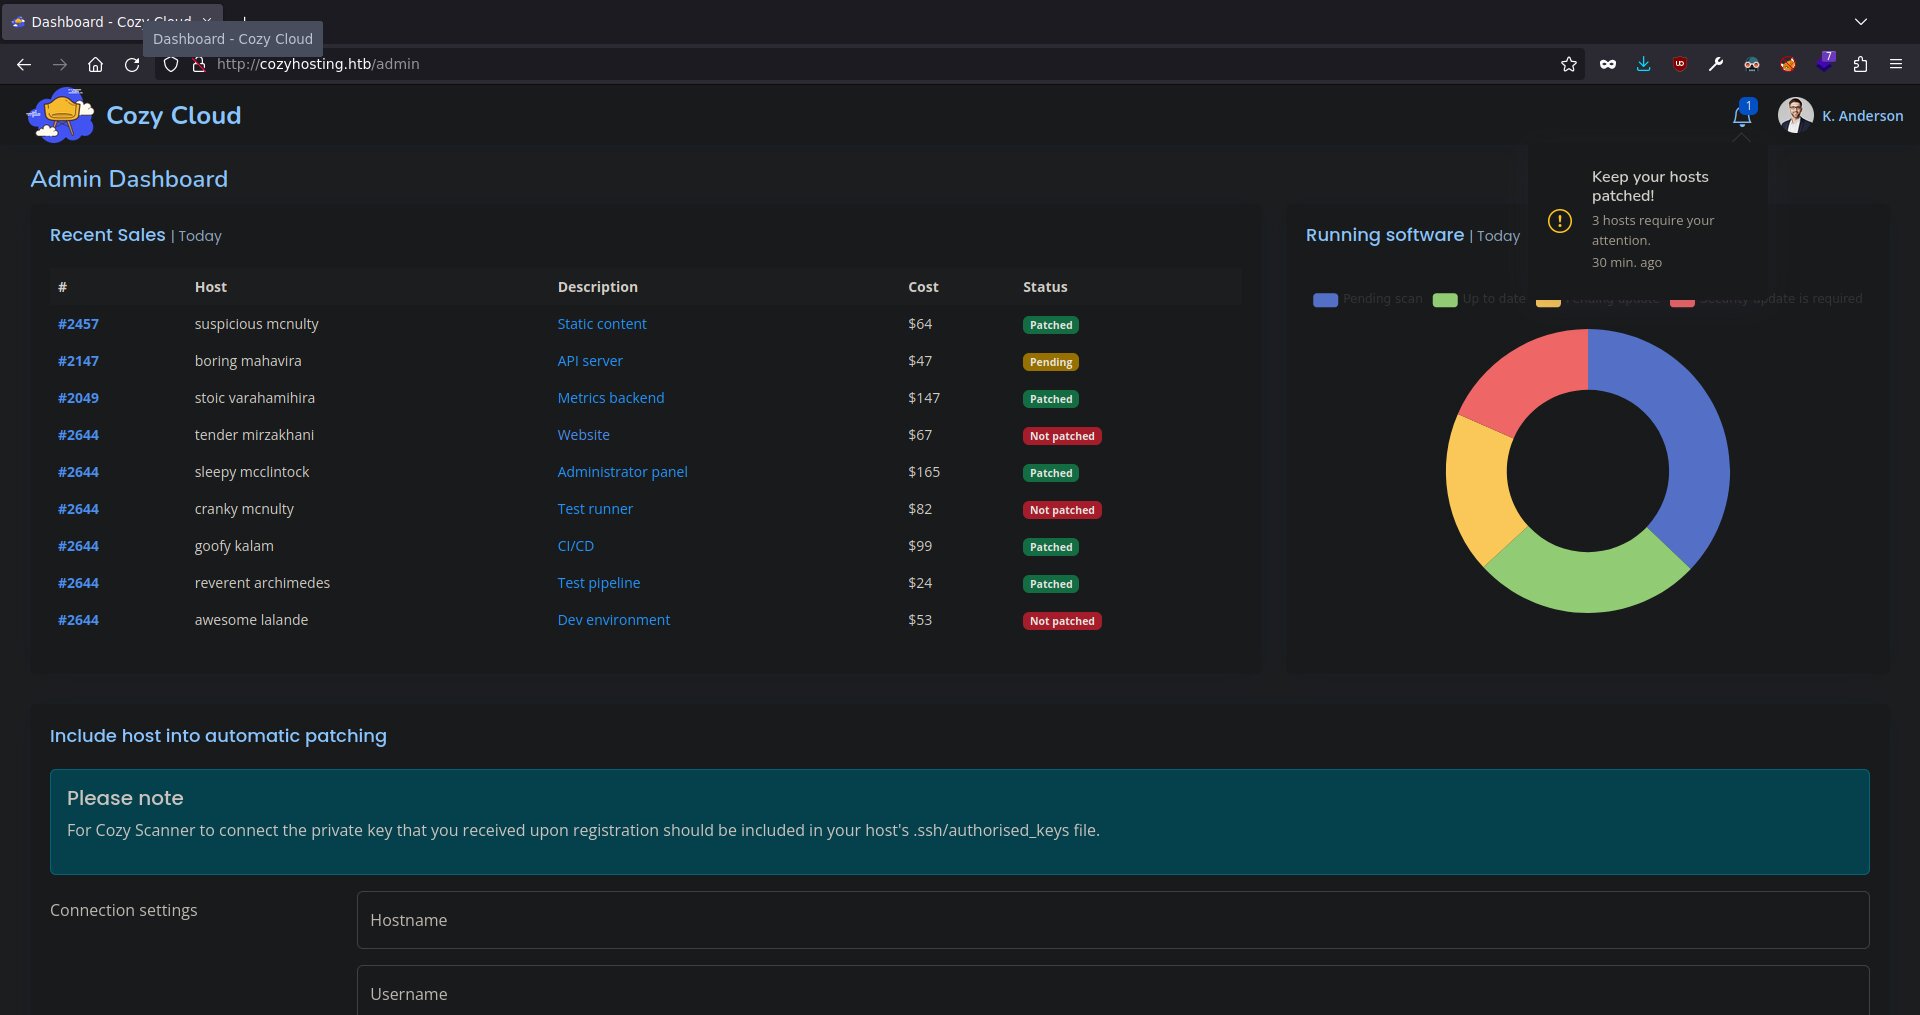 Dashboard - Cozy Cloud
Dashboard - Cozy Cloud
http://cozyhosting.htb/admin
7
Cozy Cloud
1
K. Anderson
Admin Dashboard
Keep your hosts
patched!
3 hosts require your
attention.
30 min. ago
Recent Sales | Today
# Host Description Cost Status
#2457 suspicious mcnulty Static content $64 Patched
#2147 boring mahavira API server $47 Pending
#2049 stoic varahamihira Metrics backend $147 Patched
#2644 tender mirzakhani Website $67 Not patched
#2644 sleepy mcclintock Administrator panel $165 Patched
#2644 cranky mcnulty Test runner $82 Not patched
#2644 goofy kalam CI/CD $99 Patched
#2644 reverent archimedes Test pipeline $24 Patched
#2644 awesome lalande Dev environment $53 Not patched
Running software | Today
Pending scan Up to date Pending update Security update is required
Include host into automatic patching
Please note
For Cozy Scanner to connect the private key that you received upon registration should be included in your host's .ssh/authorised_keys file.
Connection settings
Hostname
Username